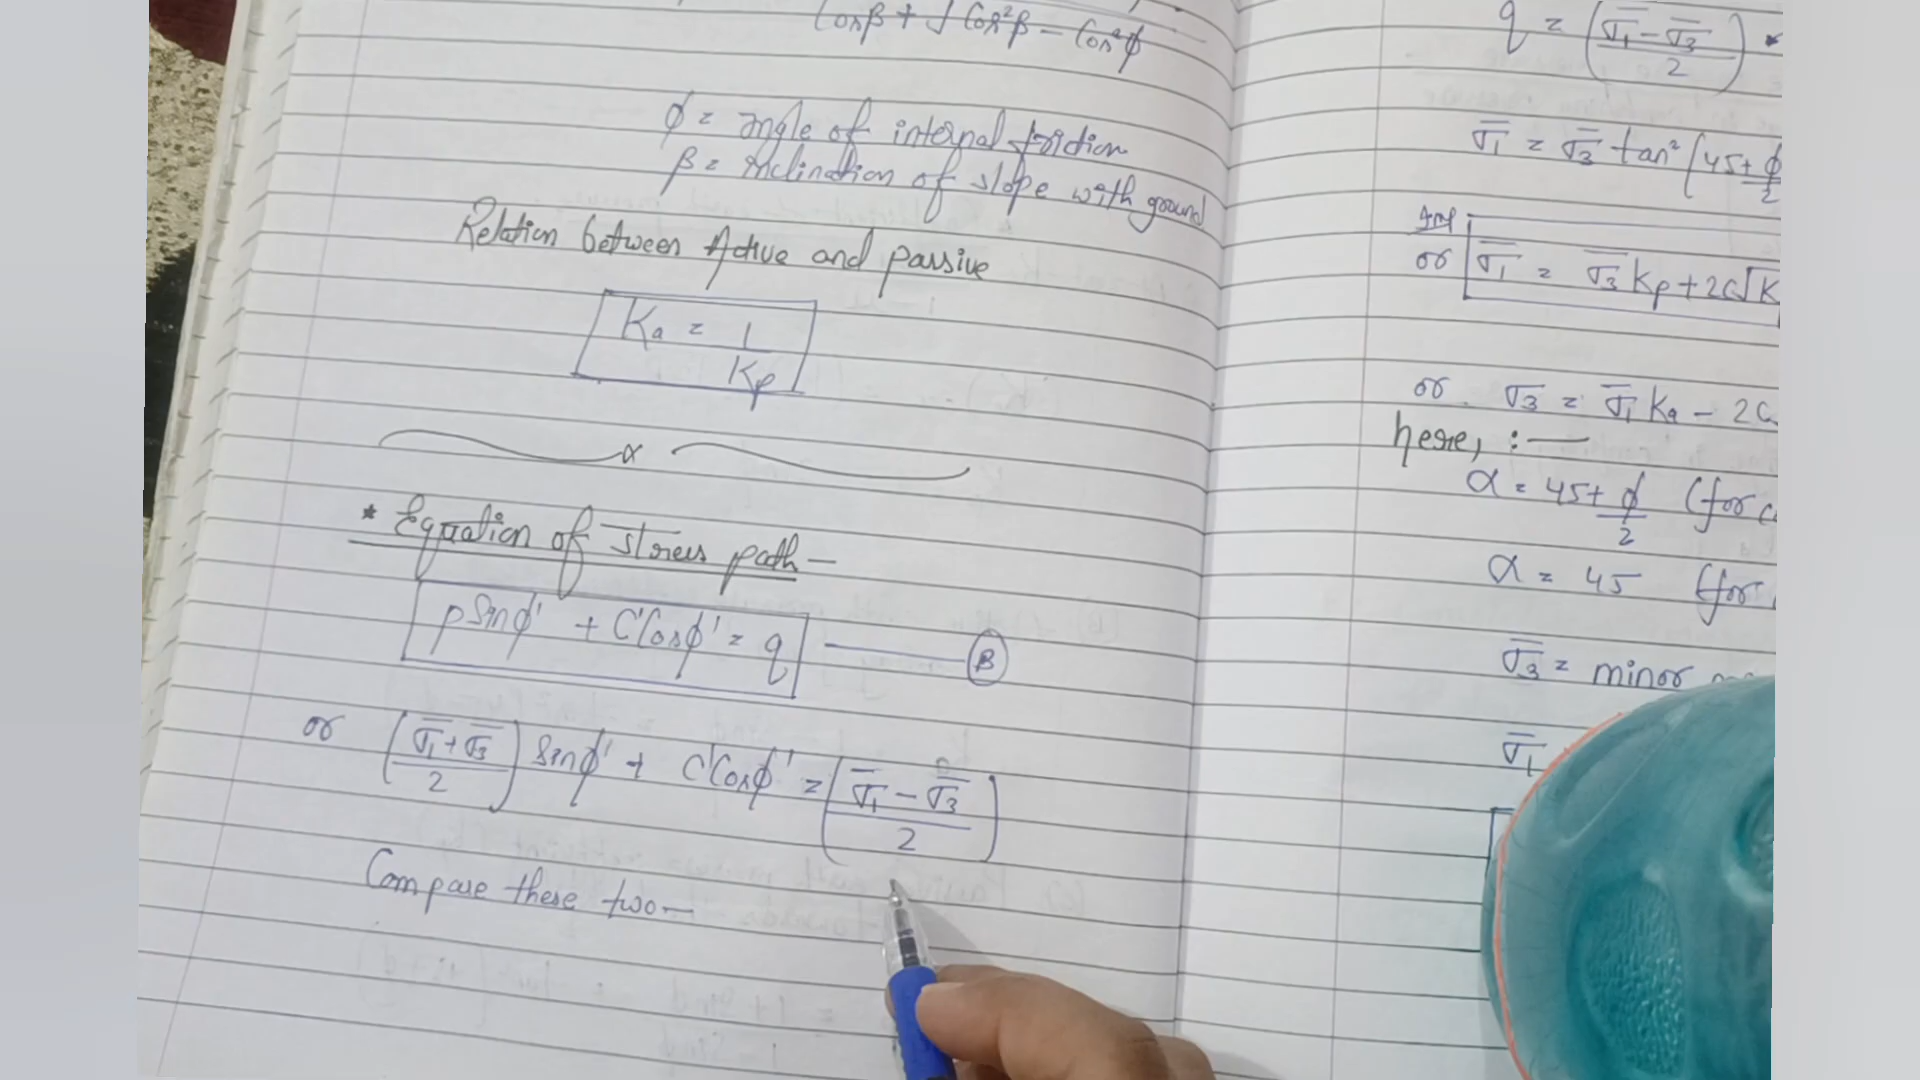 Cosβ + √Cos²β − Cos²φ
φ = angle of internal friction
β = inclination of slope with ground
Relation between Active and passive
Ka = 1
Kp
α
* Equation of stress path —
pSinφ' + C'Cosφ' = q — (B)
or (σ̅1 + σ̅3 / 2) Sinφ' + C'Cosφ' = (σ̅1 − σ̅3 / 2)
Compare these two —
q = (σ̅1 − σ̅3 / 2) *
σ̅1 = σ̅3 tan² (45 + φ/2
Imp
or σ̅1 = σ̅3 Kp + 2C√K
or σ̅3 = σ̅1 Ka − 2C
here, : —
α = 45 + φ/2 (for c
α = 45 (for
σ̅3 = minor
σ̅1